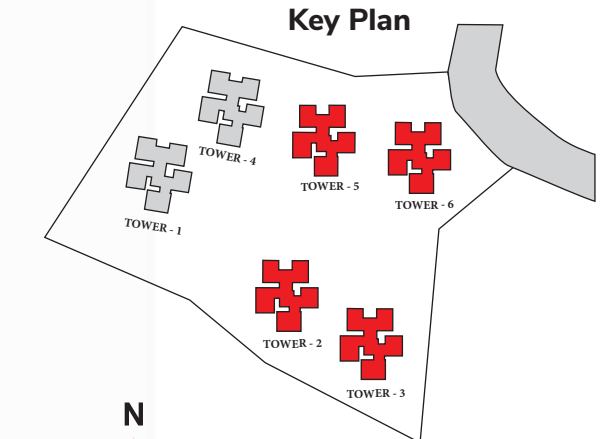 Key Plan
TOWER - 4
TOWER - 5
TOWER - 6
TOWER - 1
TOWER - 2
TOWER - 3
N